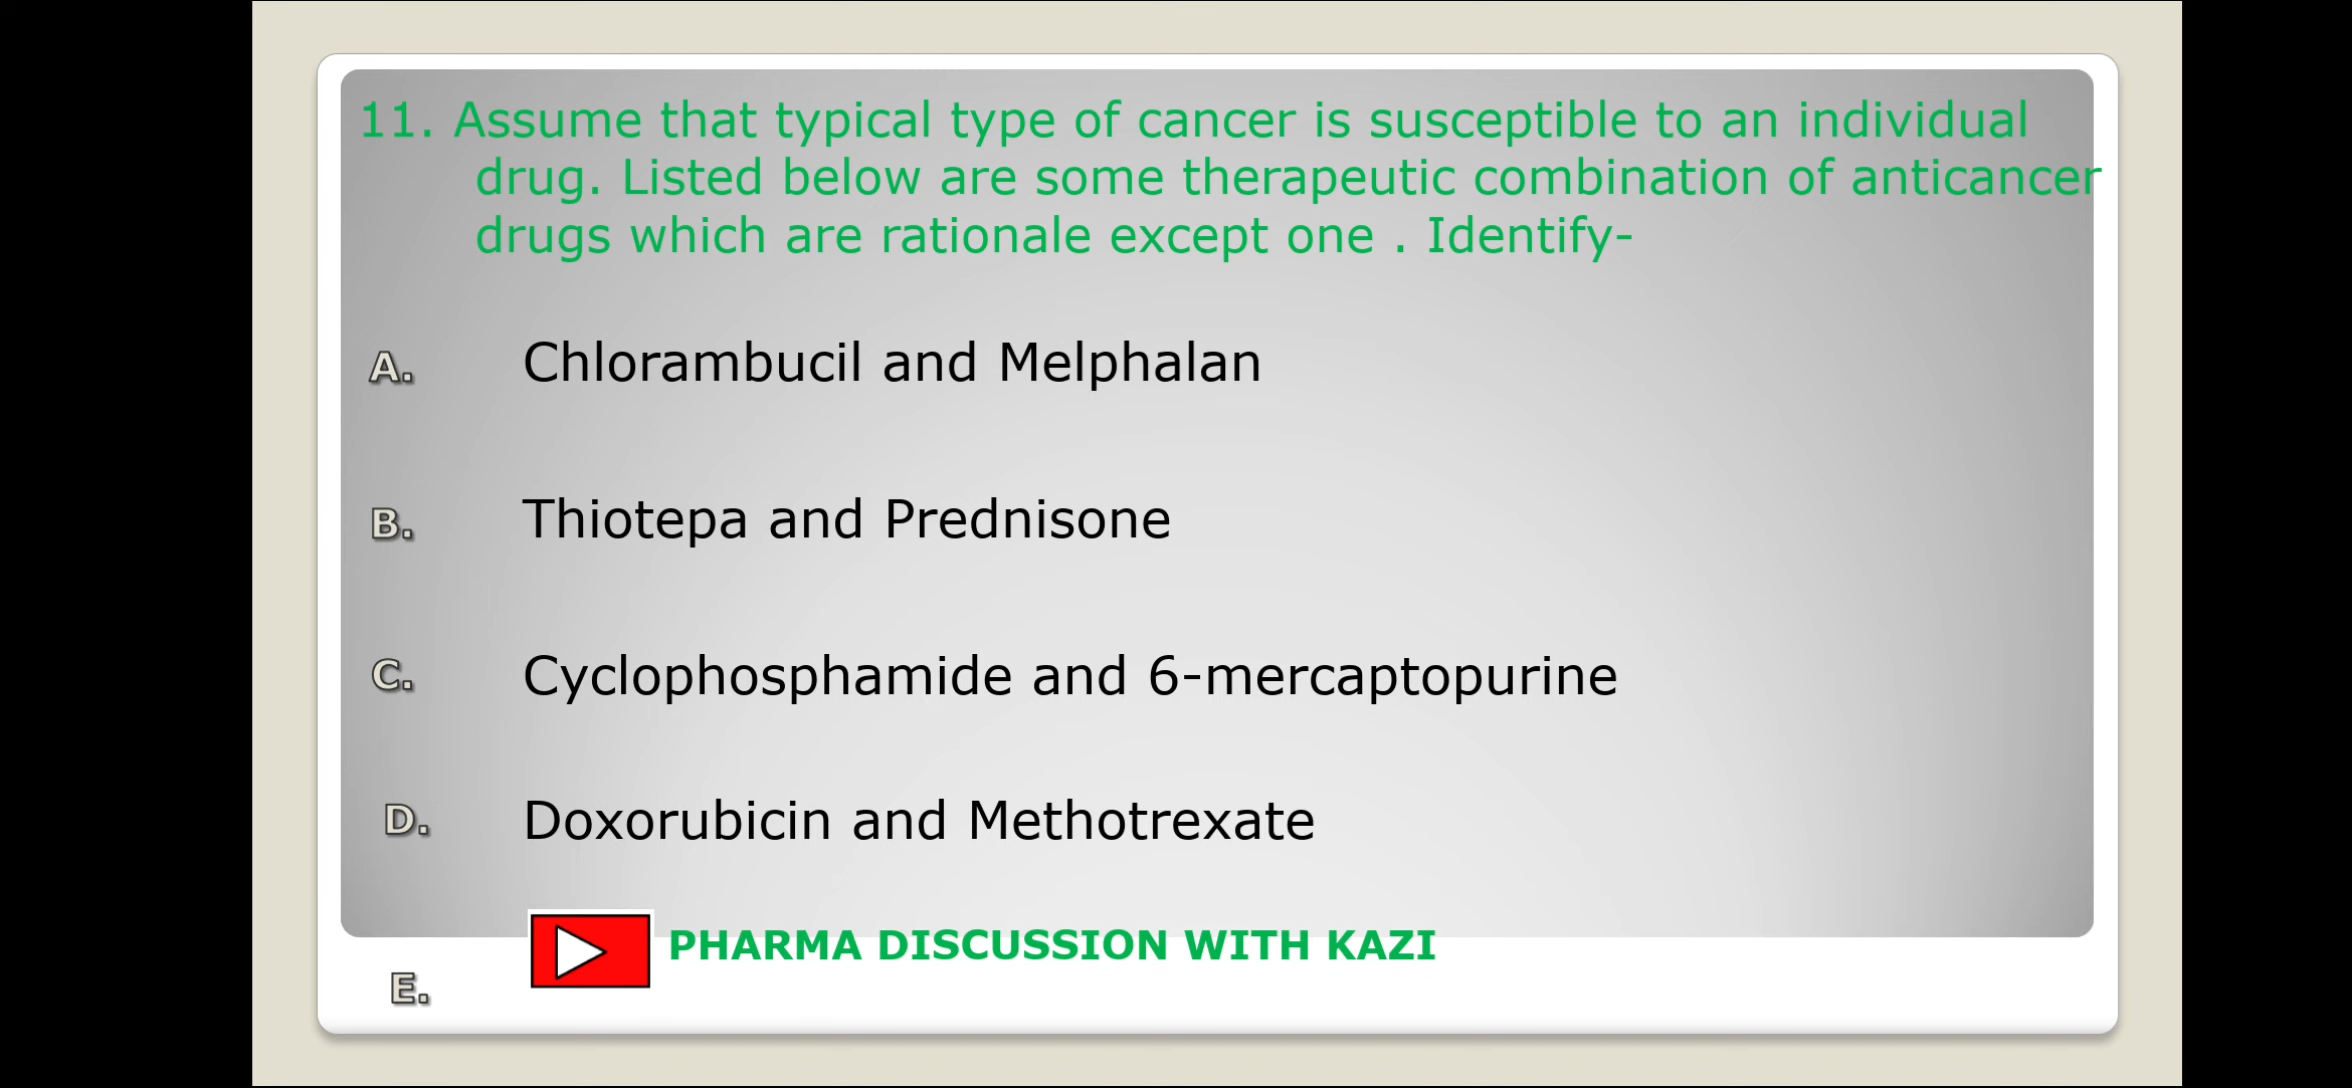 11. Assume that typical type of cancer is susceptible to an individual
drug. Listed below are some therapeutic combination of anticancer
drugs which are rationale except one . Identify-
A. Chlorambucil and Melphalan
B. Thiotepa and Prednisone
C. Cyclophosphamide and 6-mercaptopurine
D. Doxorubicin and Methotrexate
PHARMA DISCUSSION WITH KAZI
E.